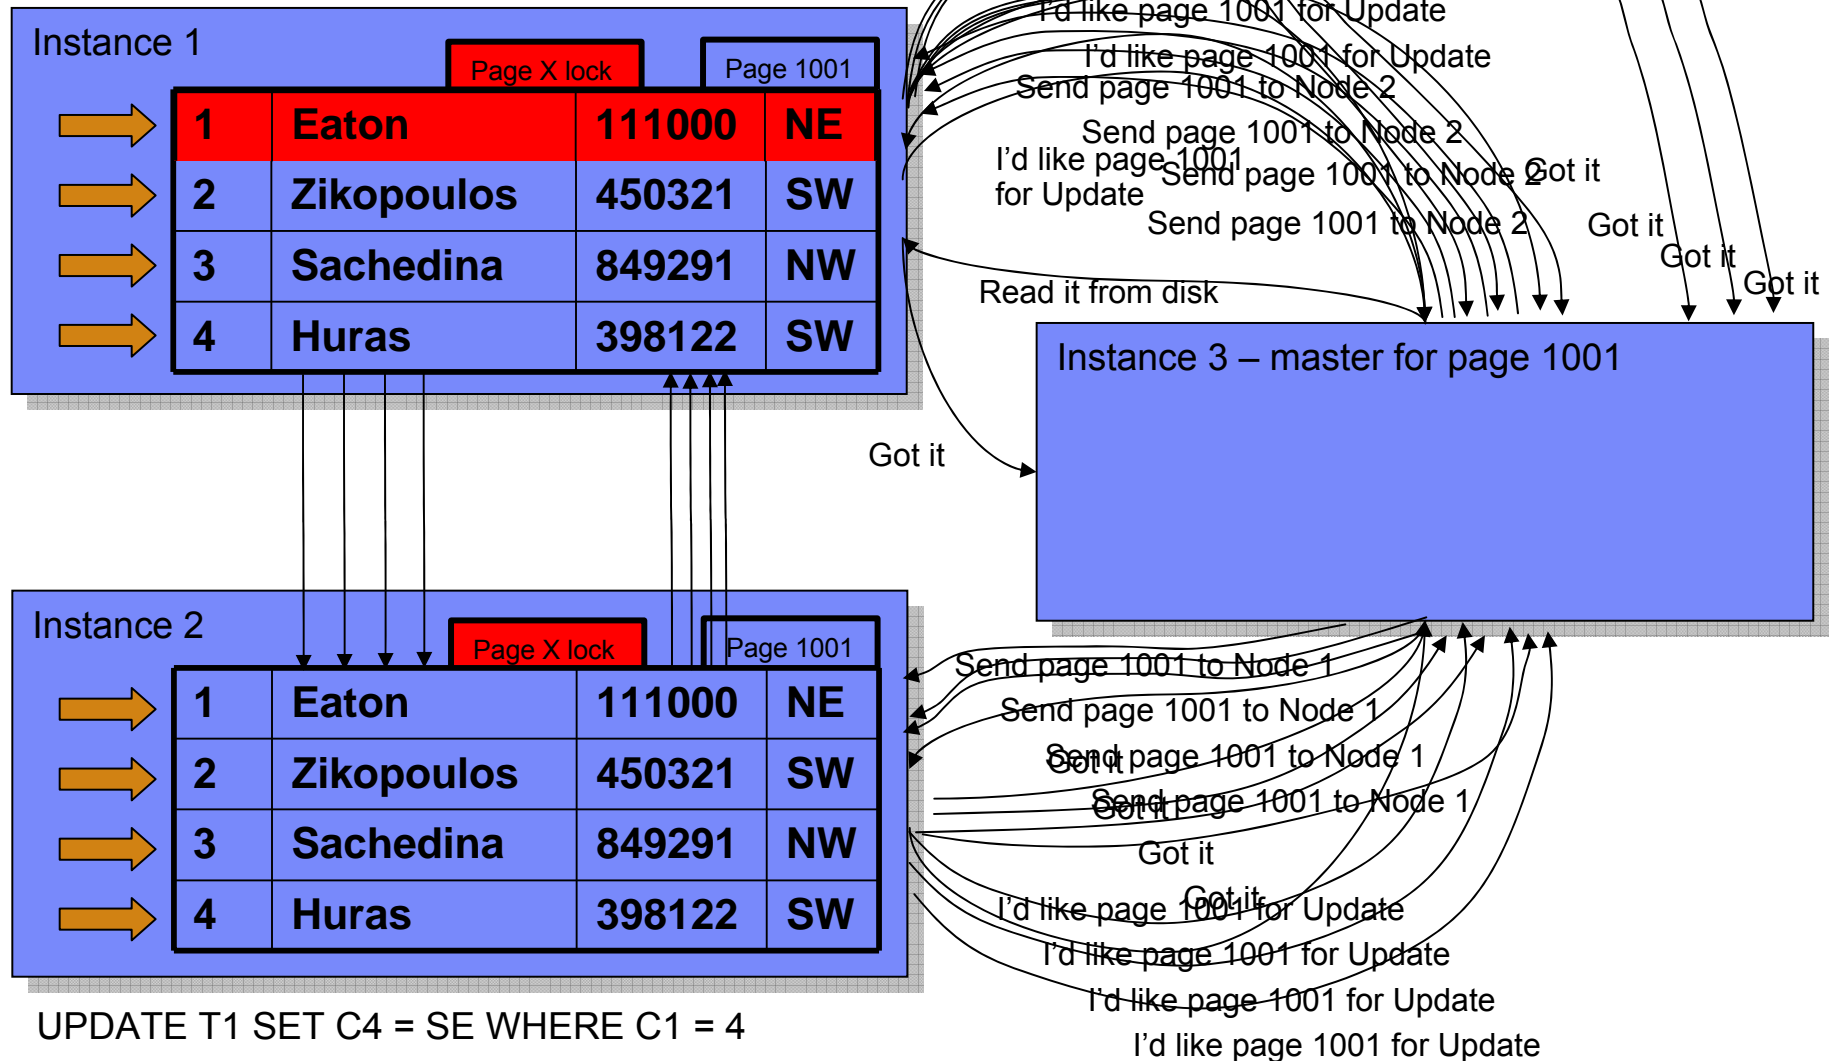 Instance 1
Page X lock
Page 1001
1 Eaton 111000 NE
2 Zikopoulos 450321 SW
3 Sachedina 849291 NW
4 Huras 398122 SW
I'd like page 1001 for Update
I'd like page 1001 for Update
Send page 1001 to Node 2
Send page 1001 to Node 2
I'd like page 1001
for Update
Send page 1001 to Node 2
Send page 1001 to Node 2
Got it
Got it
Got it
Got it
Read it from disk
Instance 3 – master for page 1001
Got it
Instance 2
Page X lock
Page 1001
1 Eaton 111000 NE
2 Zikopoulos 450321 SW
3 Sachedina 849291 NW
4 Huras 398122 SW
Send page 1001 to Node 1
Send page 1001 to Node 1
Send page 1001 to Node 1
Got it
Send page 1001 to Node 1
Got it
Got it
Got it
I'd like page 1001 for Update
I'd like page 1001 for Update
I'd like page 1001 for Update
I'd like page 1001 for Update
UPDATE T1 SET C4 = SE WHERE C1 = 4